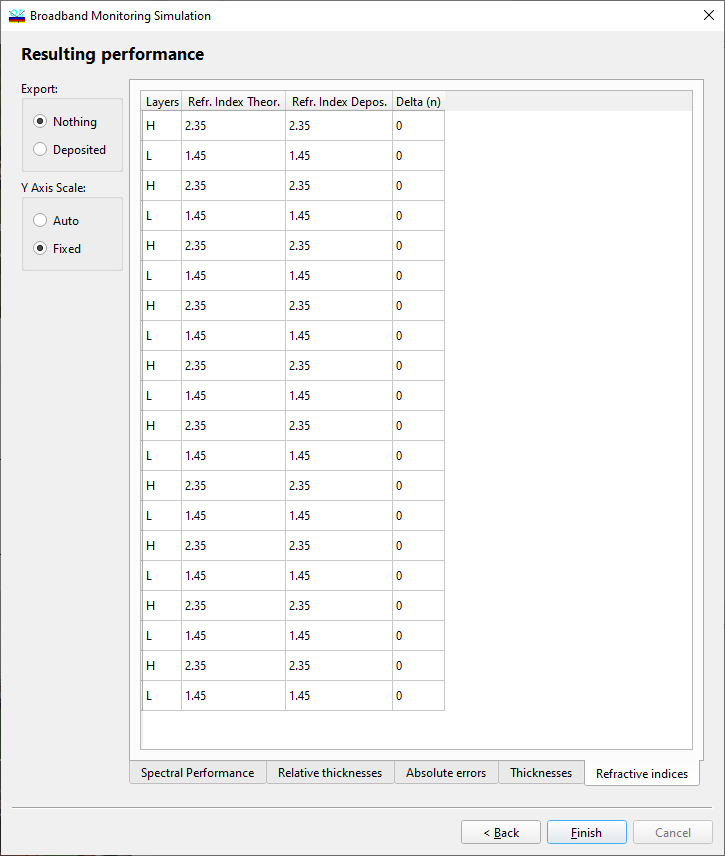 Broadband Monitoring Simulation
Resulting performance
Export:
Nothing
Deposited
Y Axis Scale:
Auto
Fixed
Layers Refr. Index Theor. Refr. Index Depos. Delta (n)
H 2.35 2.35 0
L 1.45 1.45 0
H 2.35 2.35 0
L 1.45 1.45 0
H 2.35 2.35 0
L 1.45 1.45 0
H 2.35 2.35 0
L 1.45 1.45 0
H 2.35 2.35 0
L 1.45 1.45 0
H 2.35 2.35 0
L 1.45 1.45 0
H 2.35 2.35 0
L 1.45 1.45 0
H 2.35 2.35 0
L 1.45 1.45 0
H 2.35 2.35 0
L 1.45 1.45 0
H 2.35 2.35 0
L 1.45 1.45 0
Spectral Performance Relative thicknesses Absolute errors Thicknesses Refractive indices
< Back Finish Cancel